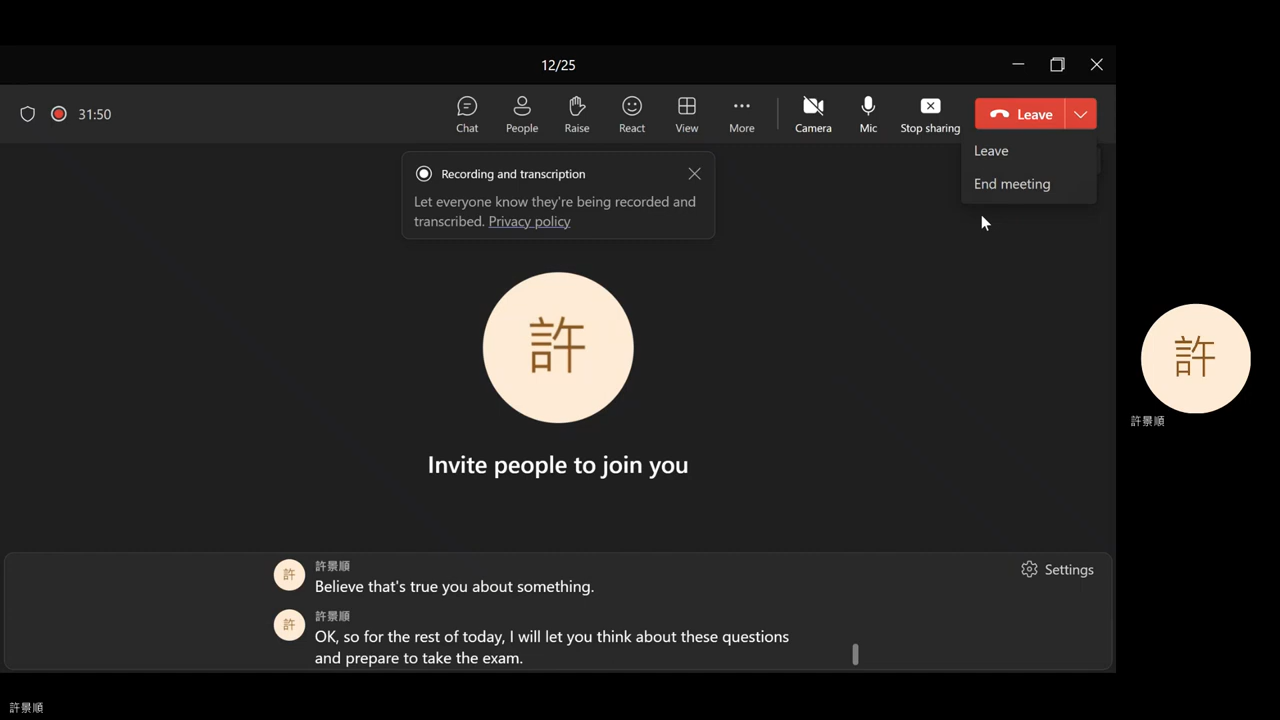 12/25
31:50
Chat
People
Raise
React
View
More
Camera
Mic
Stop sharing
Leave
Leave
End meeting
Recording and transcription
Let everyone know they're being recorded and
transcribed. Privacy policy
許
Invite people to join you
許
許景順
許
許景順
Believe that's true you about something.
Settings
許
許景順
OK, so for the rest of today, I will let you think about these questions
and prepare to take the exam.
許景順